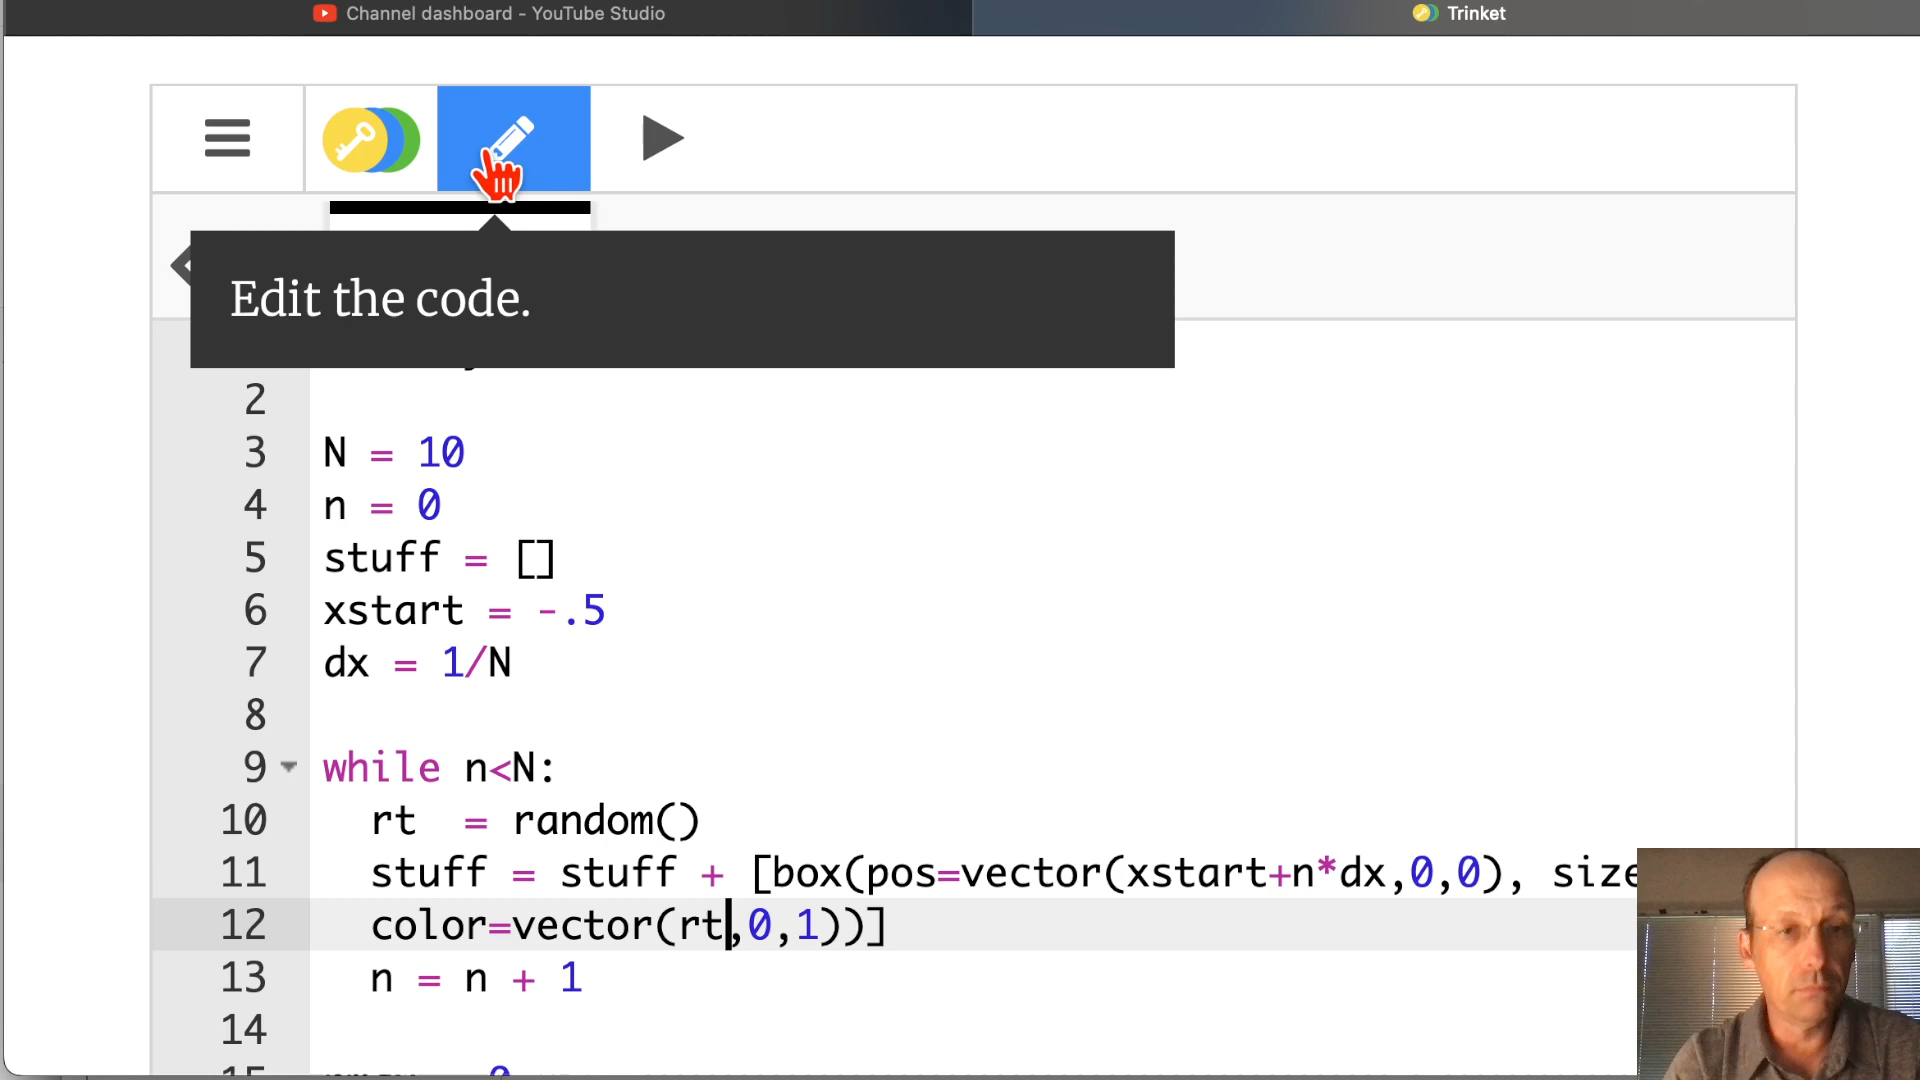 Channel dashboard - YouTube Studio
Trinket
Edit the code.
2
3 N = 10
4 n = 0
5 stuff = []
6 xstart = -.5
7 dx = 1/N
8
9 while n<N:
10 rt = random()
11 stuff = stuff + [box(pos=vector(xstart+n*dx,0,0), size
12 color=vector(rt,0,1))]
13 n = n + 1
14